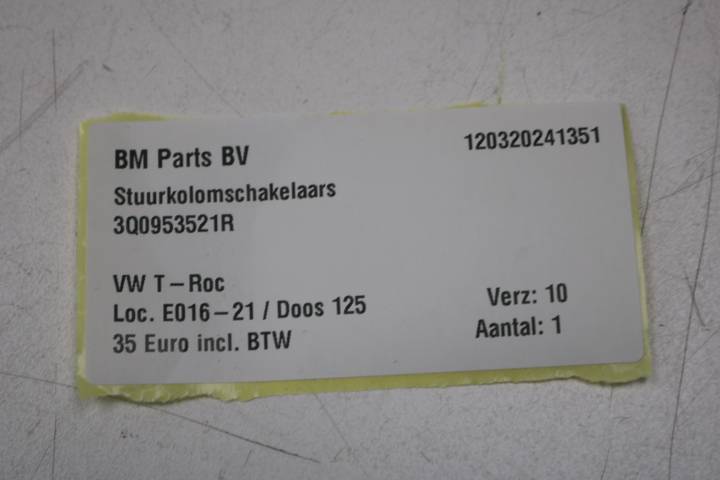 BM Parts BV
120320241351
Stuurkolomschakelaars
3Q0953521R
VW T-Roc
Loc. E016-21 / Doos 125
Verz: 10
35 Euro incl. BTW
Aantal: 1